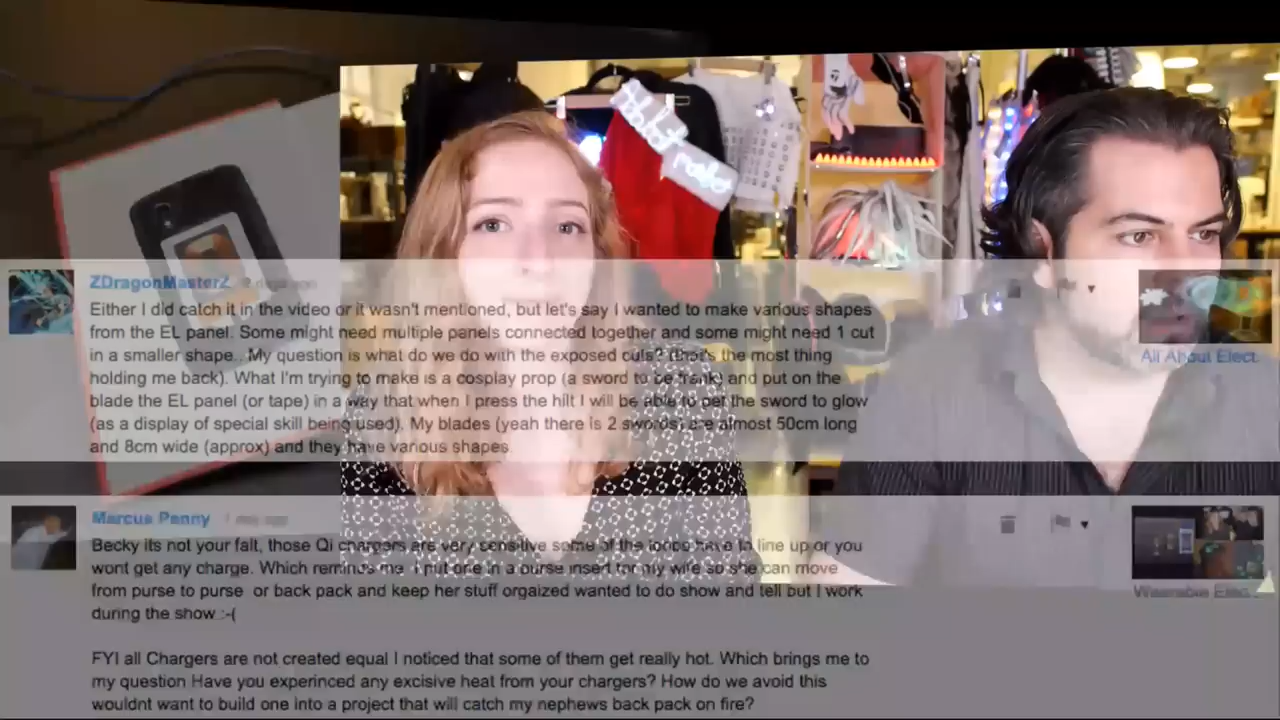 ZDragonMasterZ 2 days ago
Either I did catch it in the video or it wasn't mentioned, but let's say I wanted to make various shapes
from the EL panel. Some might need multiple panels connected together and some might need 1 cut
in a smaller shape.. My question is what do we do with the exposed cuts? (that's the most thing
holding me back). What I'm trying to make is a cosplay prop (a sword to be frank) and put on the
blade the EL panel (or tape) in a way that when I press the hilt I will be able to get the sword to glow
(as a display of special skill being used). My blades (yeah there is 2 swords) are almost 50cm long
and 8cm wide (approx) and they have various shapes.
All About Elect.
Marcus Penny 1 day ago
Becky its not your falt, those Qi chargers are very sensitive some of the have to line up or you
wont get any charge. Which reminds me I put one in a purse insert for my wife so she can move
from purse to purse or back pack and keep her stuff orgaized wanted to do show and tell but I work
during the show :-(
Wearable Elec...
FYI all Chargers are not created equal I noticed that some of them get really hot. Which brings me to
my question Have you experinced any excisive heat from your chargers? How do we avoid this
wouldnt want to build one into a project that will catch my nephews back pack on fire?